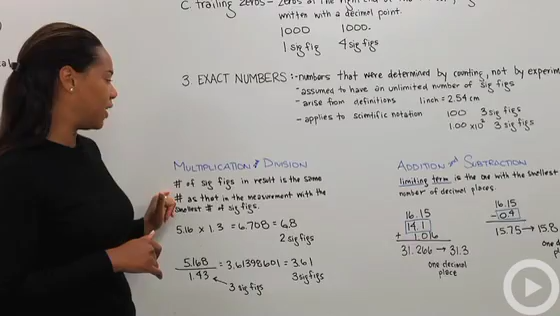 C. trailing zeros - zeros at the right end
written with a decimal point.
1000 1000.
1 sig fig 4 sig figs
3. EXACT NUMBERS :- numbers that were determined by counting, not by experim
- assumed to have an unlimited number of sig figs
- arise from definitions 1 inch = 2.54 cm
- applies to scientific notation 100 3 sig figs
1.00 x 10² 3 sig figs
MULTIPLICATION & DIVISION
# of sig figs in result is the same
# as that in the measurement with the
smallest # of sig figs.
5.16 x 1.3 = 6.708 = 6.8
2 sig figs
5.168
1.43
= 3.61398601 = 3.61
3 sig figs
3 sig figs
ADDITION and SUBTRACTION
limiting term is the one with the smallest
number of decimal places.
16.15
14.1
+ 1.016
31.266 → 31.3
one decimal
place
16.15
- 0.4
15.75 → 15.8
one de
pla